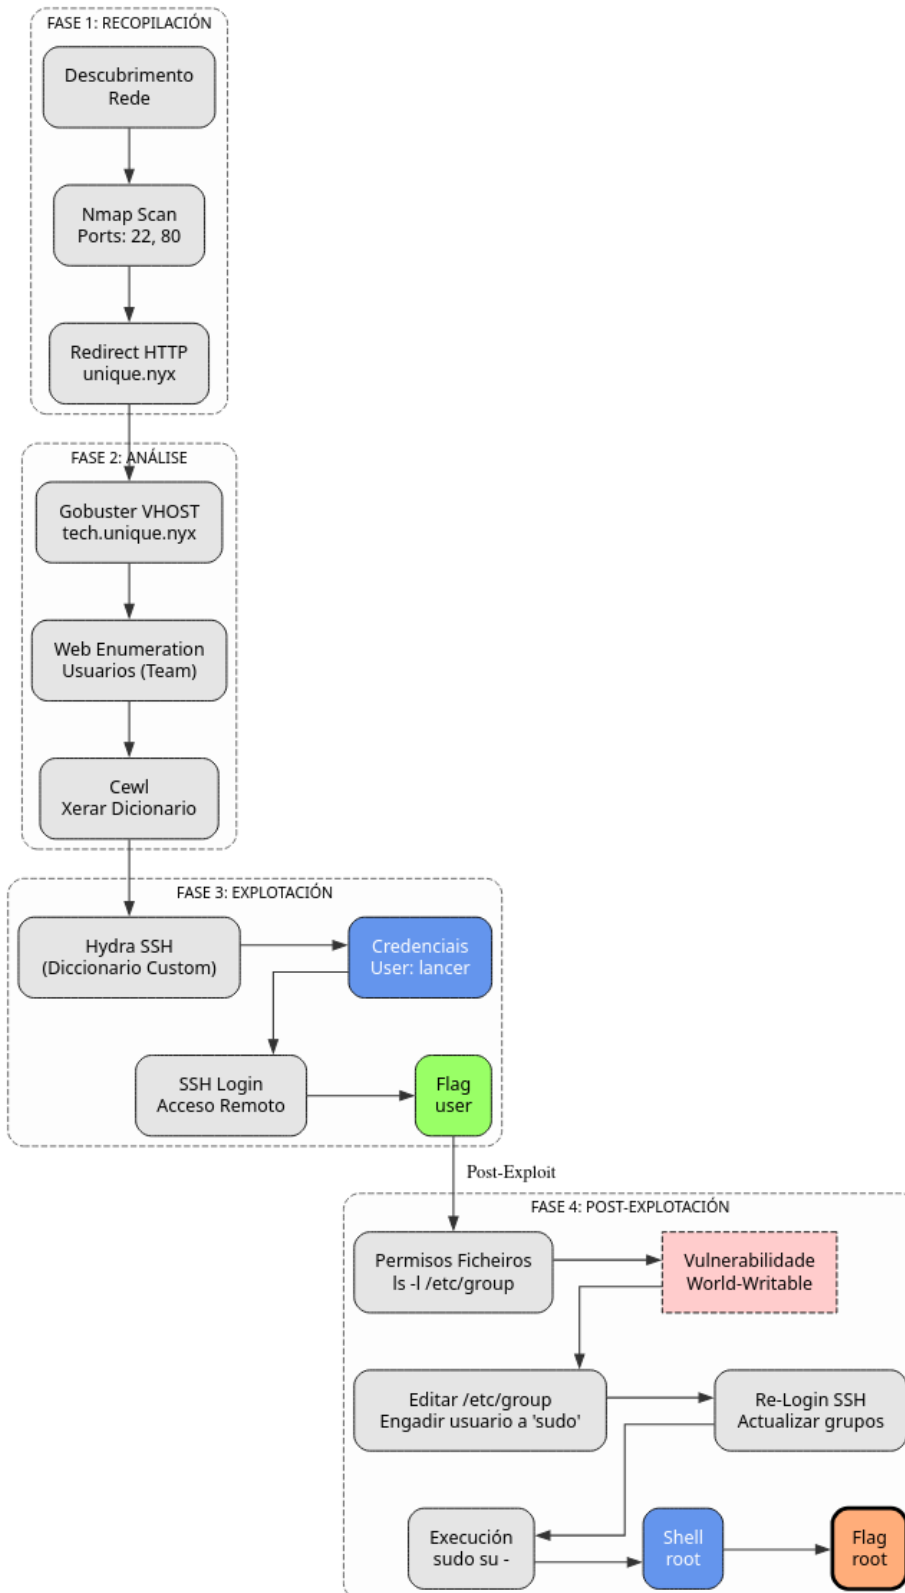 FASE 1: RECOPILACIÓN
Descubrimento
Rede
Nmap Scan
Ports: 22, 80
Redirect HTTP
unique.nyx
FASE 2: ANÁLISE
Gobuster VHOST
tech.unique.nyx
Web Enumeration
Usuarios (Team)
Cewl
Xerar Dicionario
FASE 3: EXPLOTACIÓN
Hydra SSH
(Diccionario Custom)
Credenciais
User: lancer
SSH Login
Acceso Remoto
Flag
user
Post-Exploit
FASE 4: POST-EXPLOTACIÓN
Permisos Ficheiros
ls -l /etc/group
Vulnerabilidade
World-Writable
Editar /etc/group
Engadir usuario a 'sudo'
Re-Login SSH
Actualizar grupos
Execución
sudo su -
Shell
root
Flag
root